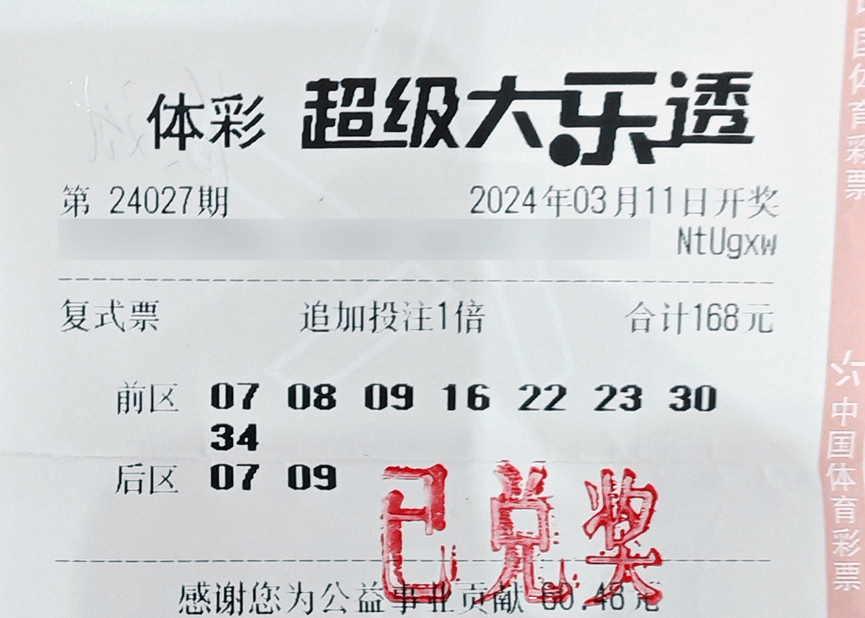 体彩 超级大乐透
第 24027期 2024年03月11日开奖
NtUgxw
复式票 追加投注1倍 合计168元
前区 07 08 09 16 22 23 30
34
后区 07 09
已兑奖
感谢您为公益事业贡献 60.48元
中国体育彩票
中国体育彩票